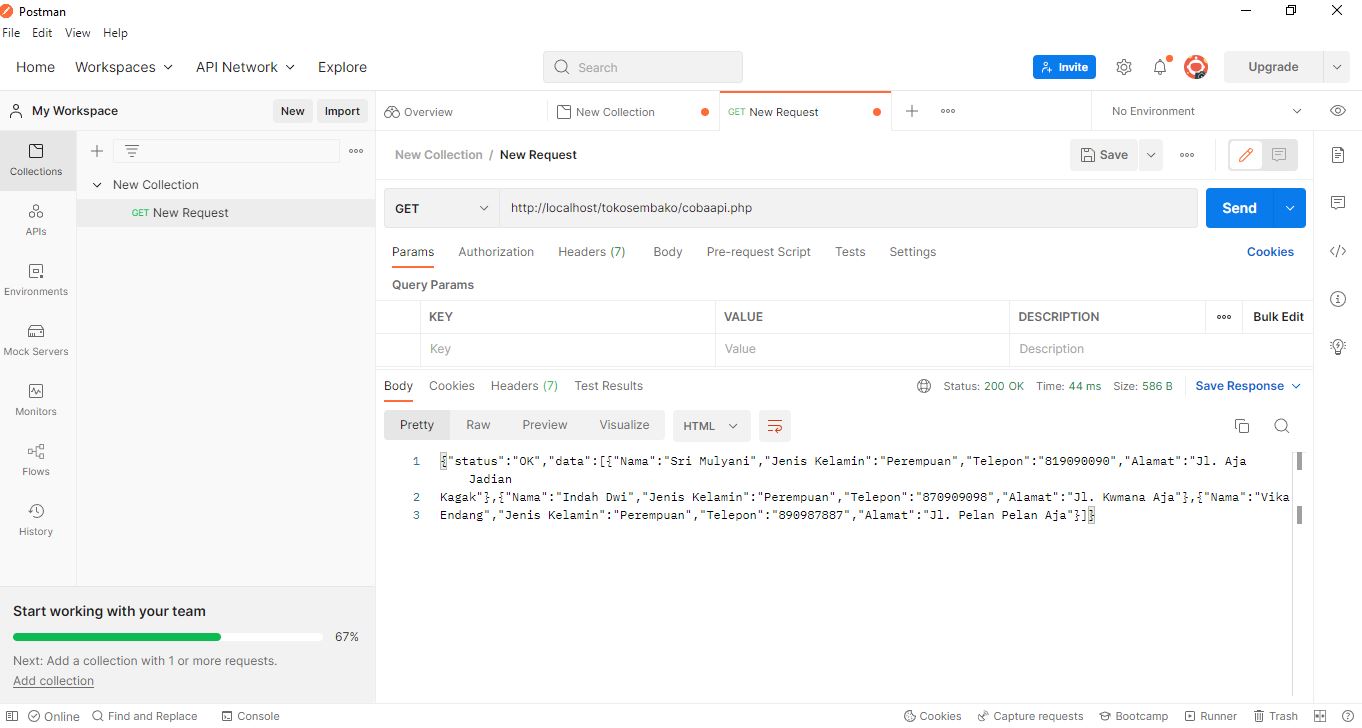 Postman
File Edit View Help
Home Workspaces API Network Explore
Search
Invite
Upgrade
My Workspace
New Import
Overview
New Collection
GET New Request
No Environment
Collections
APIs
Environments
Mock Servers
Monitors
Flows
History
New Collection
GET New Request
New Collection / New Request
Save
GET
http://localhost/tokosembako/cobaapi.php
Send
Params Authorization Headers (7) Body Pre-request Script Tests Settings Cookies
Query Params
KEY VALUE DESCRIPTION Bulk Edit
Key Value Description
Body Cookies Headers (7) Test Results Status: 200 OK Time: 44 ms Size: 586 B Save Response
Pretty Raw Preview Visualize HTML
1 {"status":"OK","data":[{"Nama":"Sri Mulyani","Jenis Kelamin":"Perempuan","Telepon":"819090090","Alamat":"Jl. Aja
Jadian
2 Kagak"},{"Nama":"Indah Dwi","Jenis Kelamin":"Perempuan","Telepon":"870909098","Alamat":"Jl. Kwmana Aja"},{"Nama":"Vika
3 Endang","Jenis Kelamin":"Perempuan","Telepon":"890987887","Alamat":"Jl. Pelan Pelan Aja"}]}
Start working with your team
67%
Next: Add a collection with 1 or more requests.
Add collection
Online Find and Replace Console Cookies Capture requests Bootcamp Runner Trash